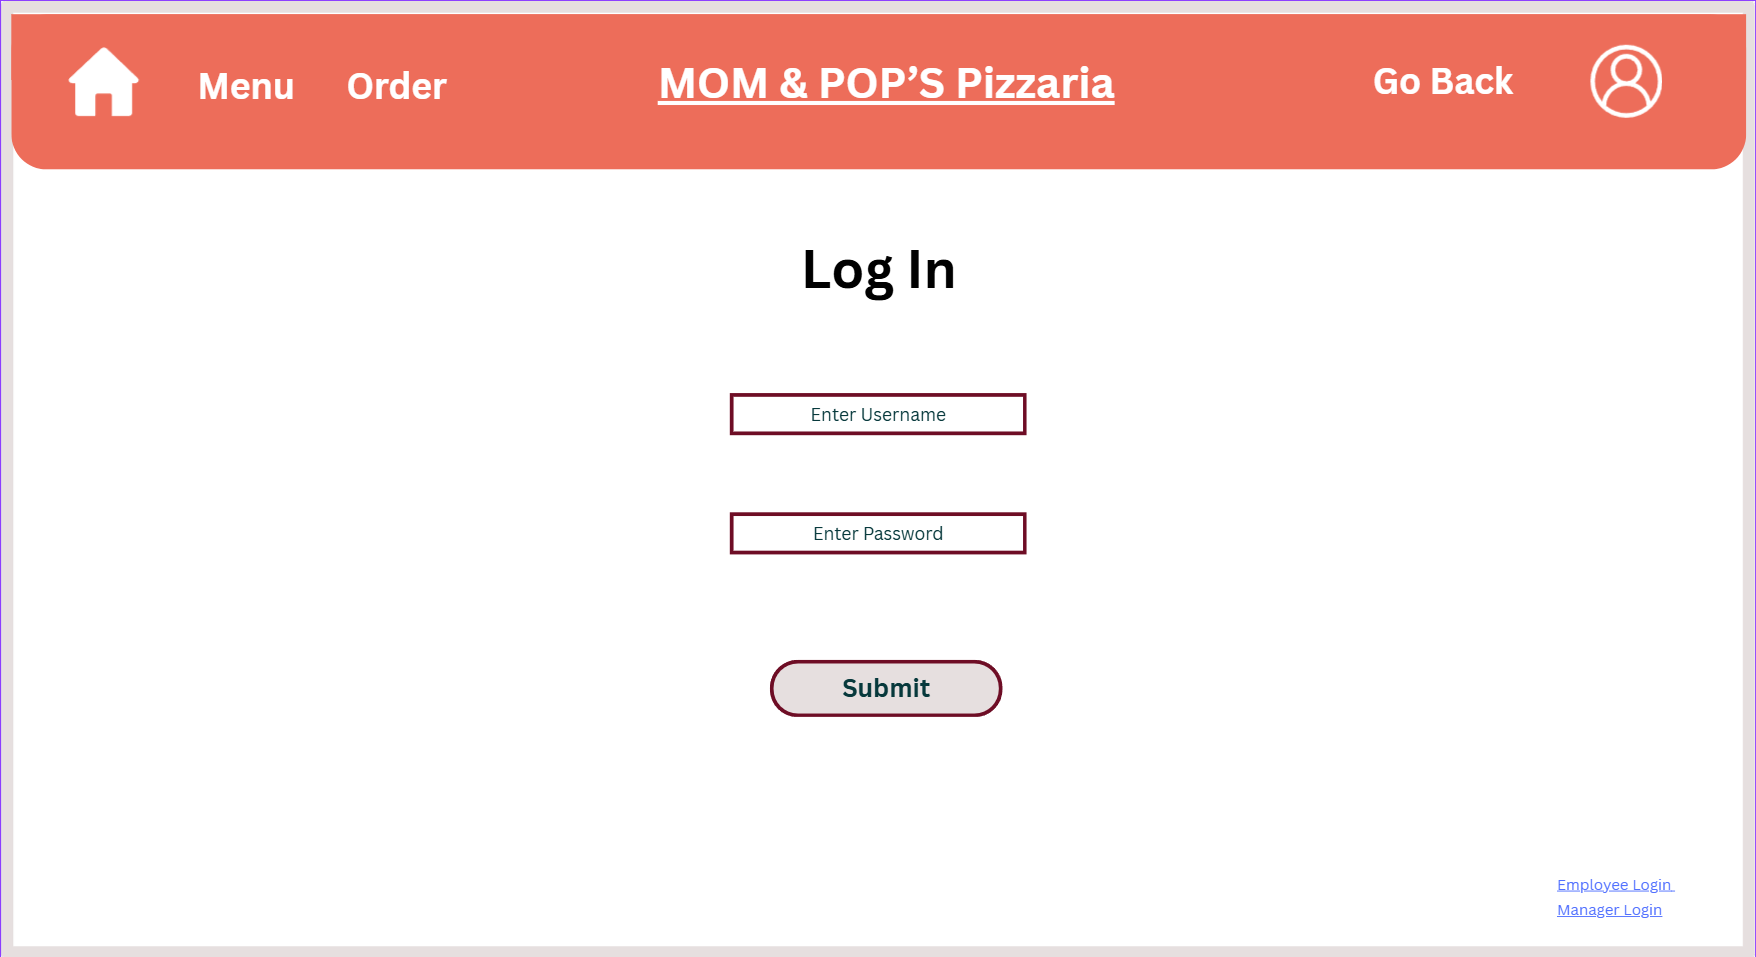 Menu Order MOM & POP’S Pizzaria Go Back
Log In
Enter Username
Enter Password
Submit
Employee Login
Manager Login